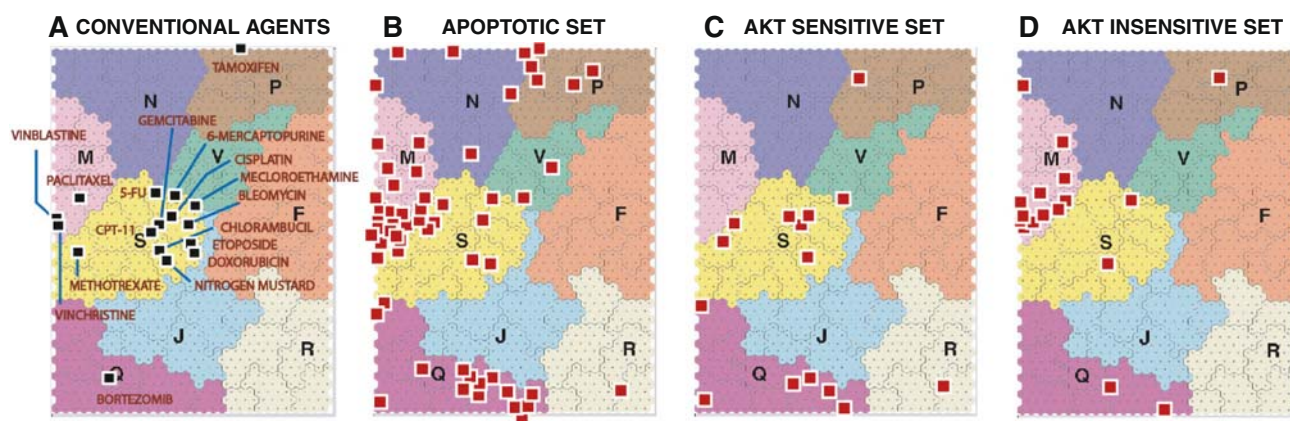 A CONVENTIONAL AGENTS
B APOPTOTIC SET
C AKT SENSITIVE SET
D AKT INSENSITIVE SET
TAMOXIFEN
P
N
GEMCITABINE
6-MERCAPTOPURINE
VINBLASTINE
M
V
CISPLATIN
PACLITAXEL
5-FU
MECLOROETHAMINE
BLEOMYCIN
F
CPT-11
S
CHLORAMBUCIL
ETOPOSIDE
DOXORUBICIN
METHOTREXATE
NITROGEN MUSTARD
VINCHRISTINE
J
R
Q
BORTEZOMIB
P
N
M
V
F
S
J
R
Q
P
N
M
V
F
S
J
R
Q
P
N
M
V
F
S
J
R
Q